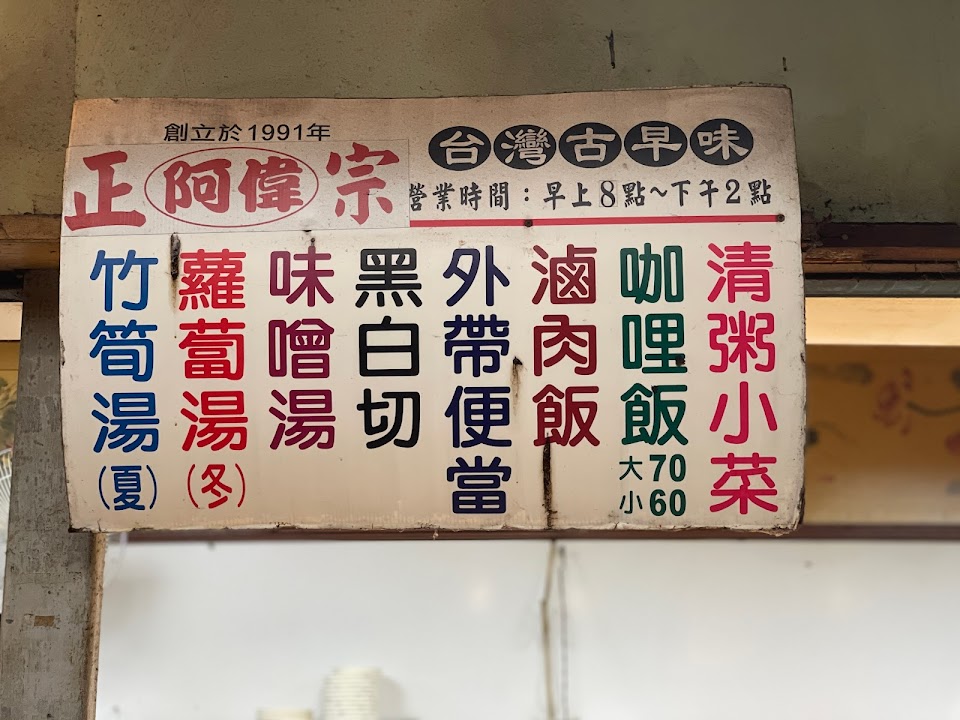 創立於1991年
正阿偉宗
台灣古早味
營業時間：早上8點~下午2點
清粥小菜
咖哩飯
大70
小60
滷肉飯
外帶便當
黑白切
味噌湯
蘿蔔湯(冬)
竹筍湯(夏)